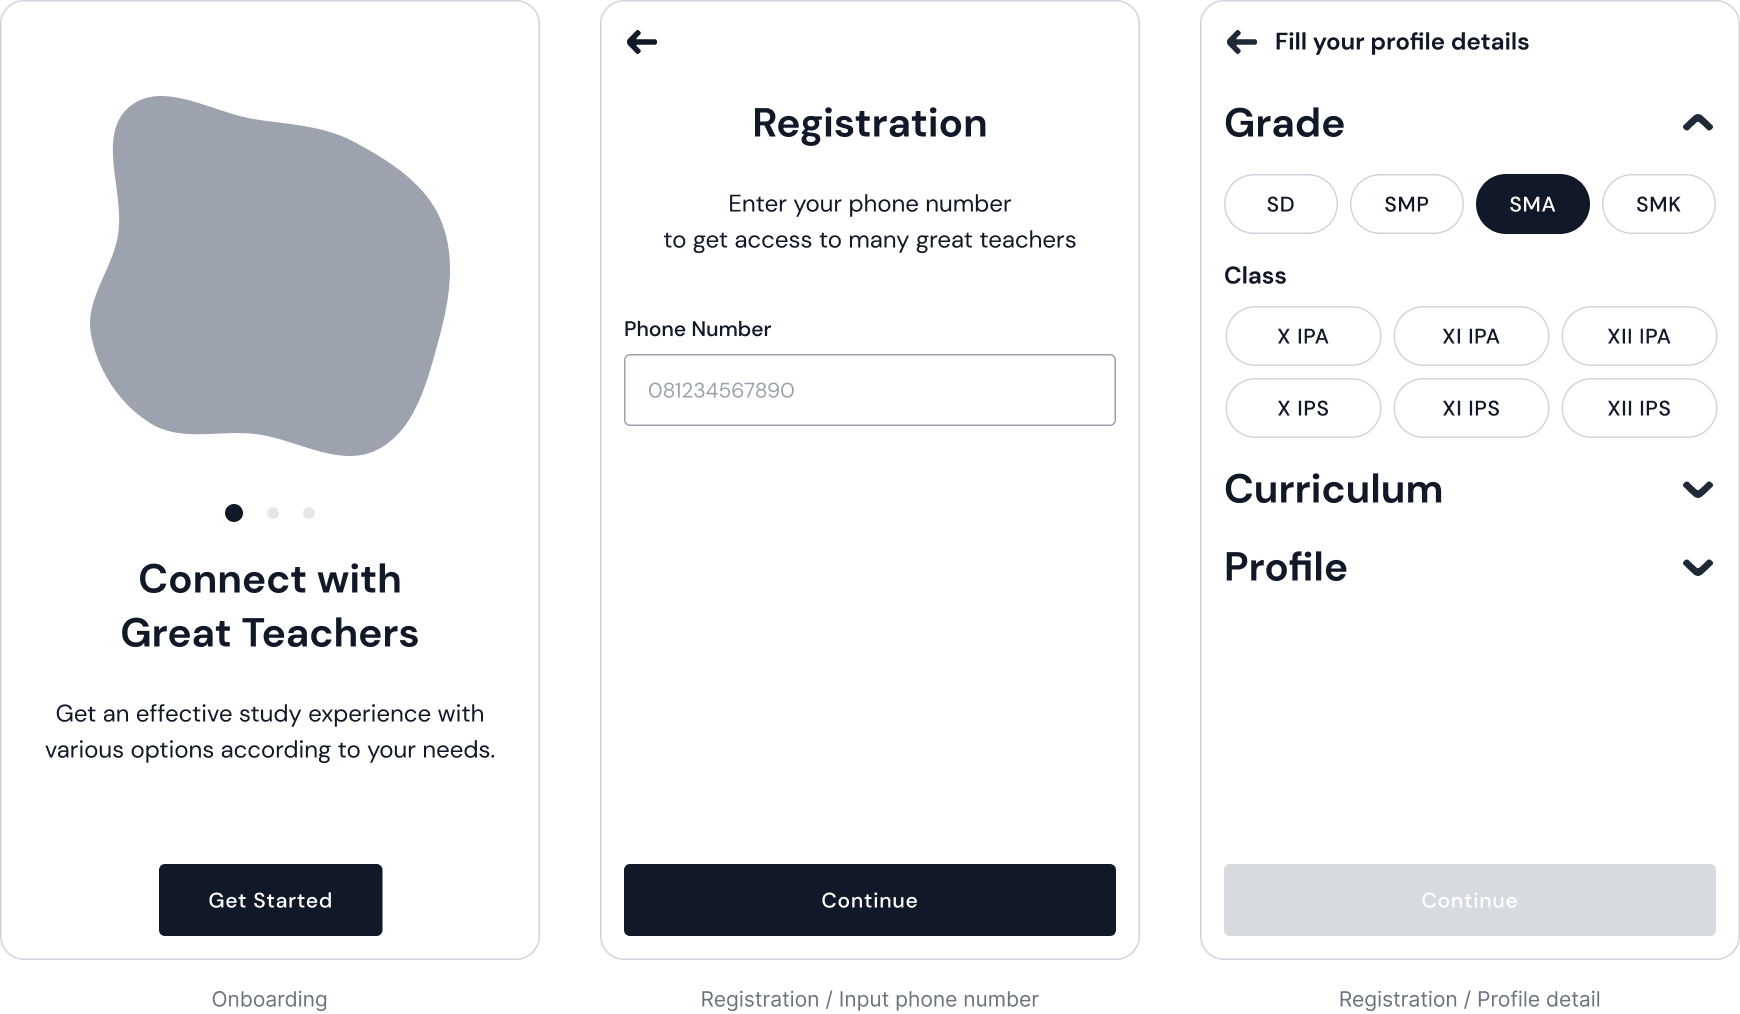 Connect with
Great Teachers
Get an effective study experience with
various options according to your needs.
Get Started
Onboarding
Registration
Enter your phone number
to get access to many great teachers
Phone Number
081234567890
Continue
Registration / Input phone number
Fill your profile details
Grade
SD SMP SMA SMK
Class
X IPA XI IPA XII IPA
X IPS XI IPS XII IPS
Curriculum
Profile
Continue
Registration / Profile detail